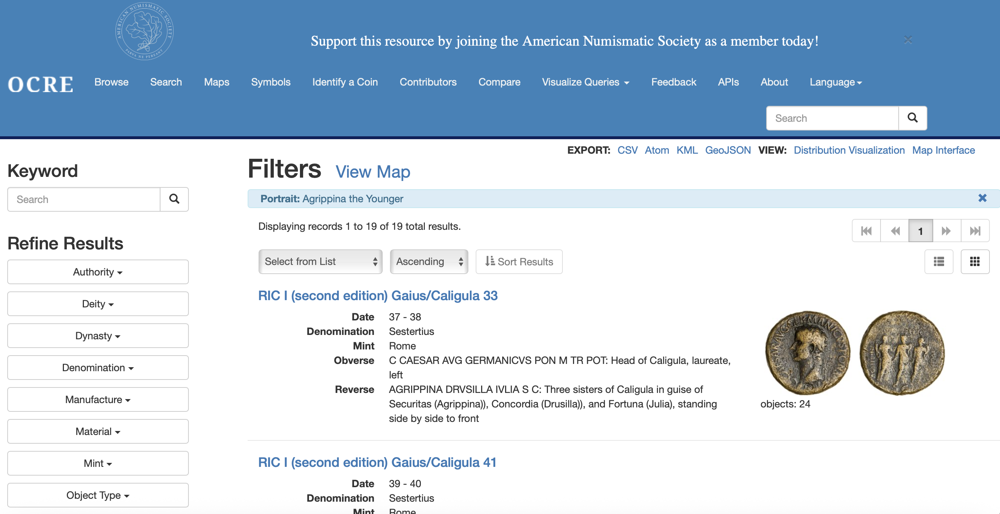 AMERICAN NUMISMATIC SOCIETY
PARVA NE PEREANT
Support this resource by joining the American Numismatic Society as a member today!
OCRE Browse Search Maps Symbols Identify a Coin Contributors Compare Visualize Queries Feedback APIs About Language
Search
EXPORT: CSV Atom KML GeoJSON VIEW: Distribution Visualization Map Interface
Keyword
Search
Refine Results
Authority
Deity
Dynasty
Denomination
Manufacture
Material
Mint
Object Type
Filters View Map
Portrait: Agrippina the Younger
Displaying records 1 to 19 of 19 total results.
1
Select from List Ascending Sort Results
RIC I (second edition) Gaius/Caligula 33
Date 37 - 38
Denomination Sestertius
Mint Rome
Obverse C CAESAR AVG GERMANICVS PON M TR POT: Head of Caligula, laureate,
left
Reverse AGRIPPINA DRVSILLA IVLIA S C: Three sisters of Caligula in guise of
Securitas (Agrippina)), Concordia (Drusilla)), and Fortuna (Julia), standing
side by side to front
objects: 24
RIC I (second edition) Gaius/Caligula 41
Date 39 - 40
Denomination Sestertius
Mint Rome